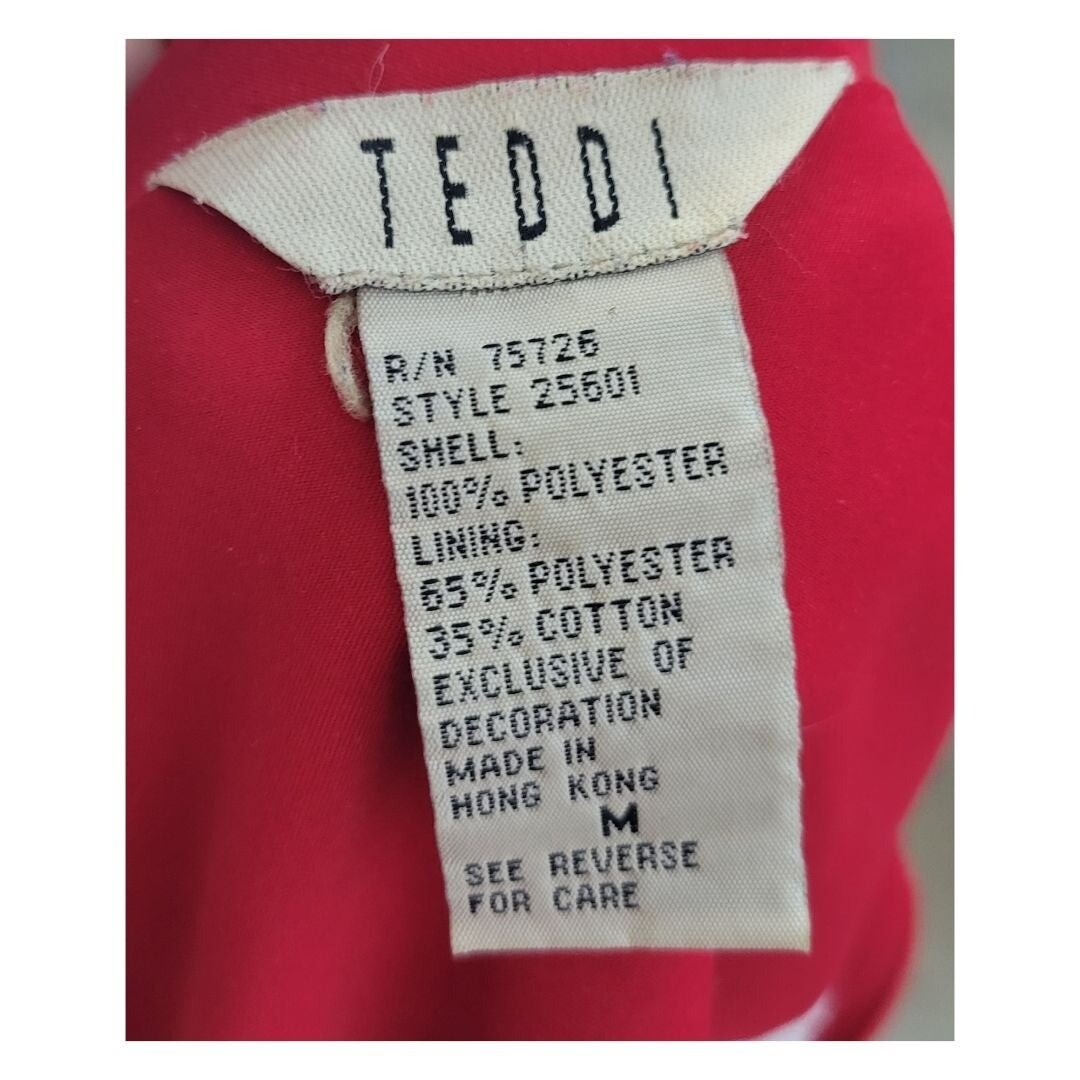 TEDDI
R/N 75726
STYLE 25601
SHELL:
100% POLYESTER
LINING:
65% POLYESTER
35% COTTON
EXCLUSIVE OF
DECORATION
MADE IN
HONG KONG
M
SEE REVERSE
FOR CARE